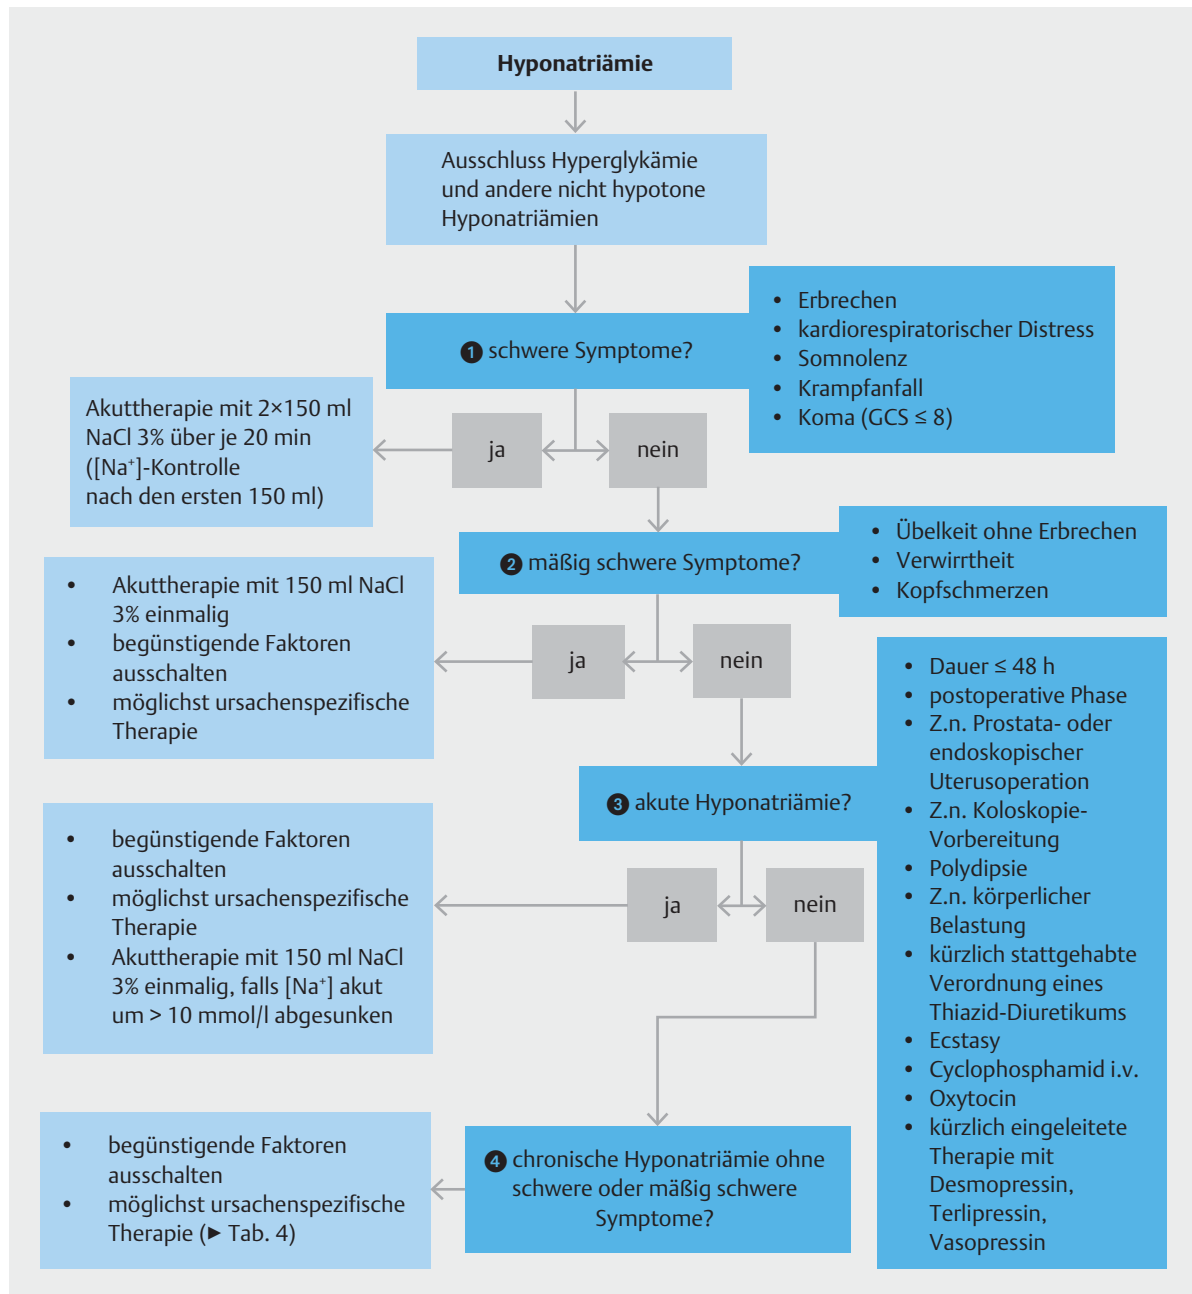 Hyponatriämie
Ausschluss Hyperglykämie
und andere nicht hypotone
Hyponatriämien
❶ schwere Symptome?
• Erbrechen
• kardiorespiratorischer Distress
• Somnolenz
• Krampfanfall
• Koma (GCS ≤ 8)
ja
nein
Akuttherapie mit 2×150 ml
NaCl 3% über je 20 min
([Na⁺]-Kontrolle
nach den ersten 150 ml)
❷ mäßig schwere Symptome?
• Übelkeit ohne Erbrechen
• Verwirrtheit
• Kopfschmerzen
ja
nein
• Akuttherapie mit 150 ml NaCl
3% einmalig
• begünstigende Faktoren
ausschalten
• möglichst ursachenspezifische
Therapie
❸ akute Hyponatriämie?
• Dauer ≤ 48 h
• postoperative Phase
• Z.n. Prostata- oder
endoskopischer
Uterusoperation
• Z.n. Koloskopie-
Vorbereitung
• Polydipsie
• Z.n. körperlicher
Belastung
• kürzlich stattgehabte
Verordnung eines
Thiazid-Diuretikums
• Ecstasy
• Cyclophosphamid i.v.
• Oxytocin
• kürzlich eingeleitete
Therapie mit
Desmopressin,
Terlipressin,
Vasopressin
ja
nein
• begünstigende Faktoren
ausschalten
• möglichst ursachenspezifische
Therapie
• Akuttherapie mit 150 ml NaCl
3% einmalig, falls [Na⁺] akut
um > 10 mmol/l abgesunken
❹ chronische Hyponatriämie ohne
schwere oder mäßig schwere
Symptome?
• begünstigende Faktoren
ausschalten
• möglichst ursachenspezifische
Therapie (► Tab. 4)